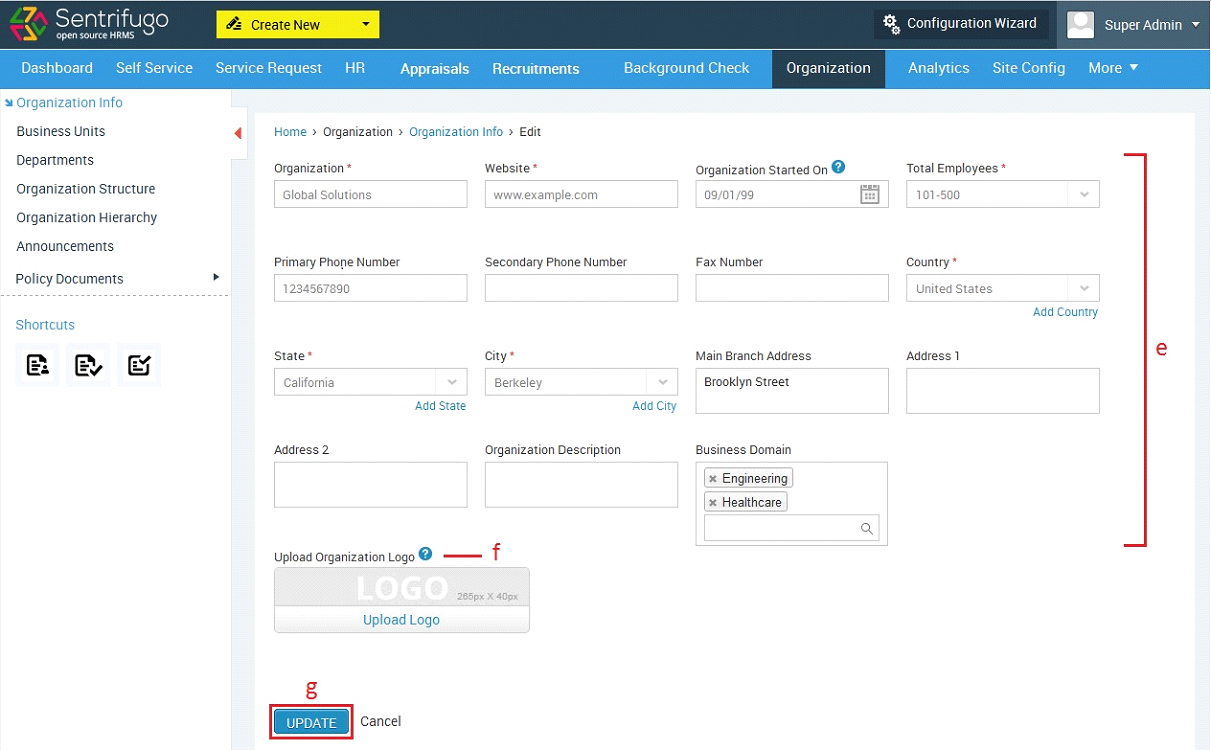 Sentrifugo
open source HRMS
Create New
Configuration Wizard
Super Admin
Dashboard Self Service Service Request HR Appraisals Recruitments Background Check Organization Analytics Site Config More
Organization Info
Business Units
Departments
Organization Structure
Organization Hierarchy
Announcements
Policy Documents
Shortcuts
Home › Organization › Organization Info › Edit
Organization * Website * Organization Started On ? Total Employees *
Global Solutions www.example.com 09/01/99 101-500
Primary Phone Number Secondary Phone Number Fax Number Country *
1234567890 United States
Add Country
e
State * City * Main Branch Address Address 1
California Berkeley Brooklyn Street
Add State Add City
Address 2 Organization Description Business Domain
× Engineering
× Healthcare
Upload Organization Logo ? f
LOGO 265px X 40px
Upload Logo
g
UPDATE Cancel